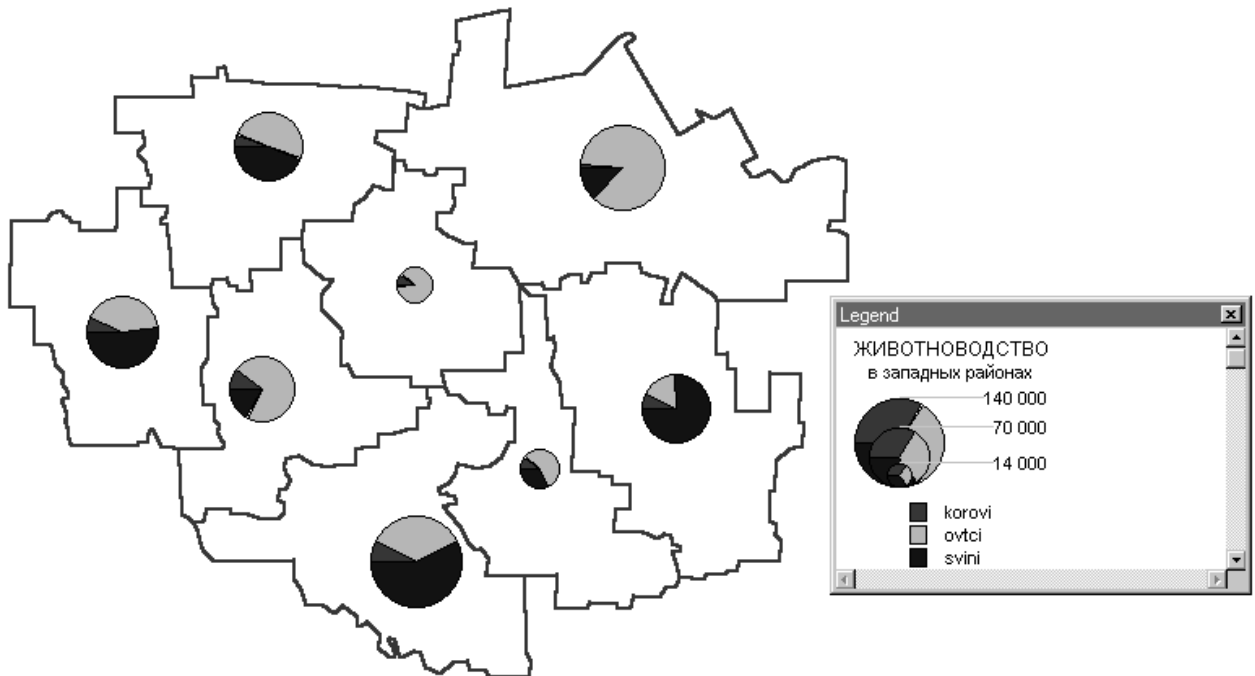 Legend
ЖИВОТНОВОДСТВО
в западных районах
140 000
70 000
14 000
korovi
ovtci
svini